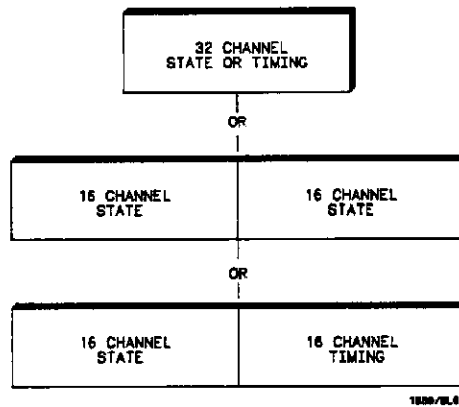 32 CHANNEL
STATE OR TIMING
OR
16 CHANNEL
STATE
16 CHANNEL
STATE
OR
16 CHANNEL
STATE
16 CHANNEL
TIMING